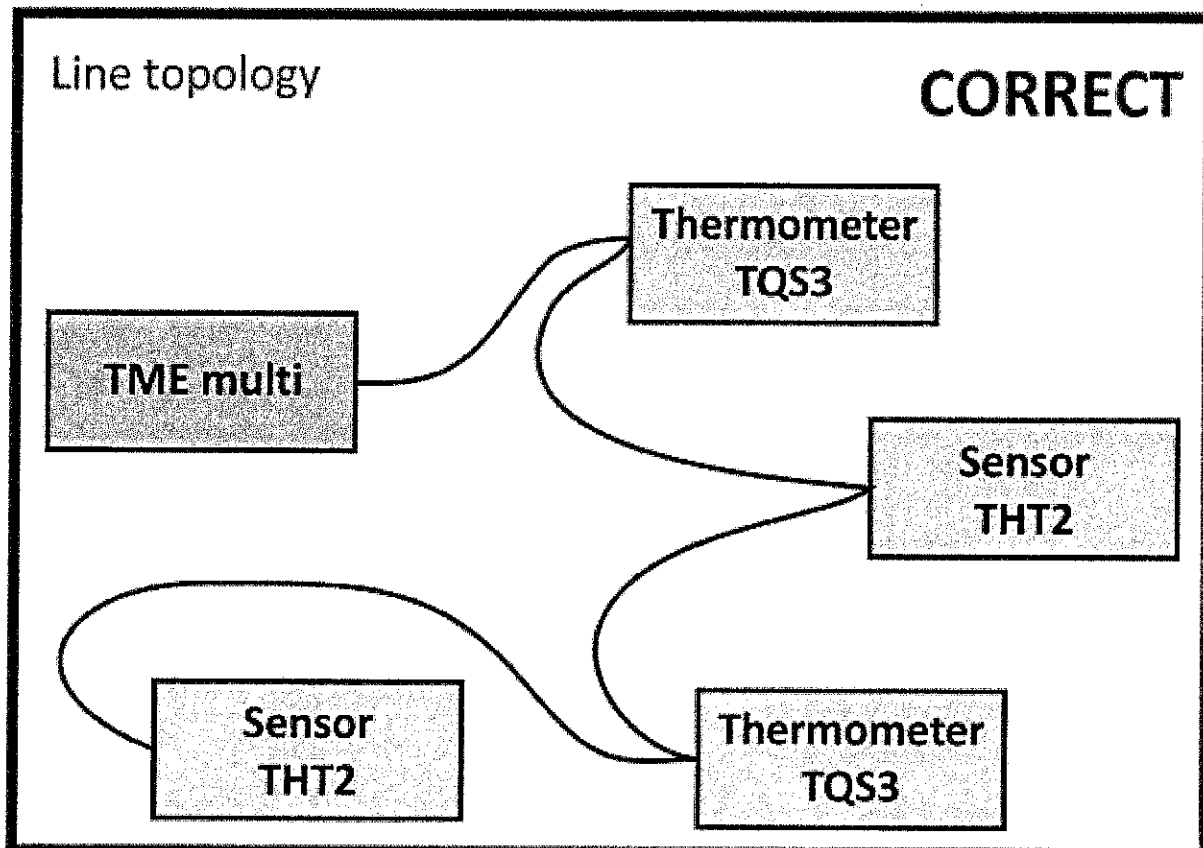 Line topology
CORRECT
Thermometer
TQS3
TME multi
Sensor
THT2
Sensor
THT2
Thermometer
TQS3